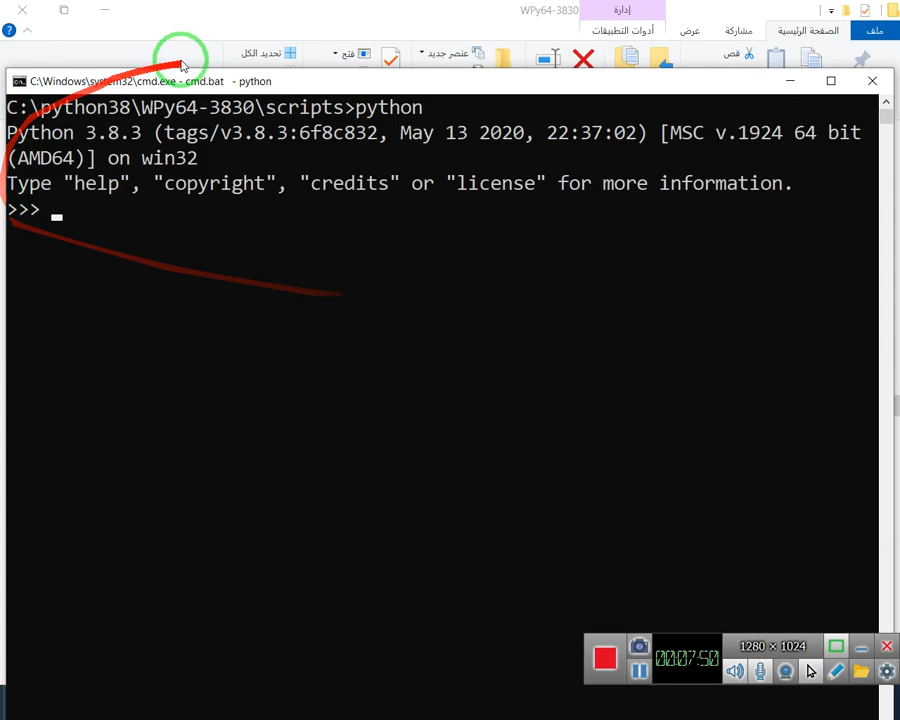 WPy64-3830
إدارة
ملف
الصفحة الرئيسية
مشاركة
عرض
أدوات التطبيقات
قص
عنصر جديد
فتح
تحديد الكل
C:\Windows\system32\cmd.exe - cmd.bat - python
C:\python38\WPy64-3830\scripts>python
Python 3.8.3 (tags/v3.8.3:6f8c832, May 13 2020, 22:37:02) [MSC v.1924 64 bit
(AMD64)] on win32
Type "help", "copyright", "credits" or "license" for more information.
>>>
1280 × 1024
00:07:50